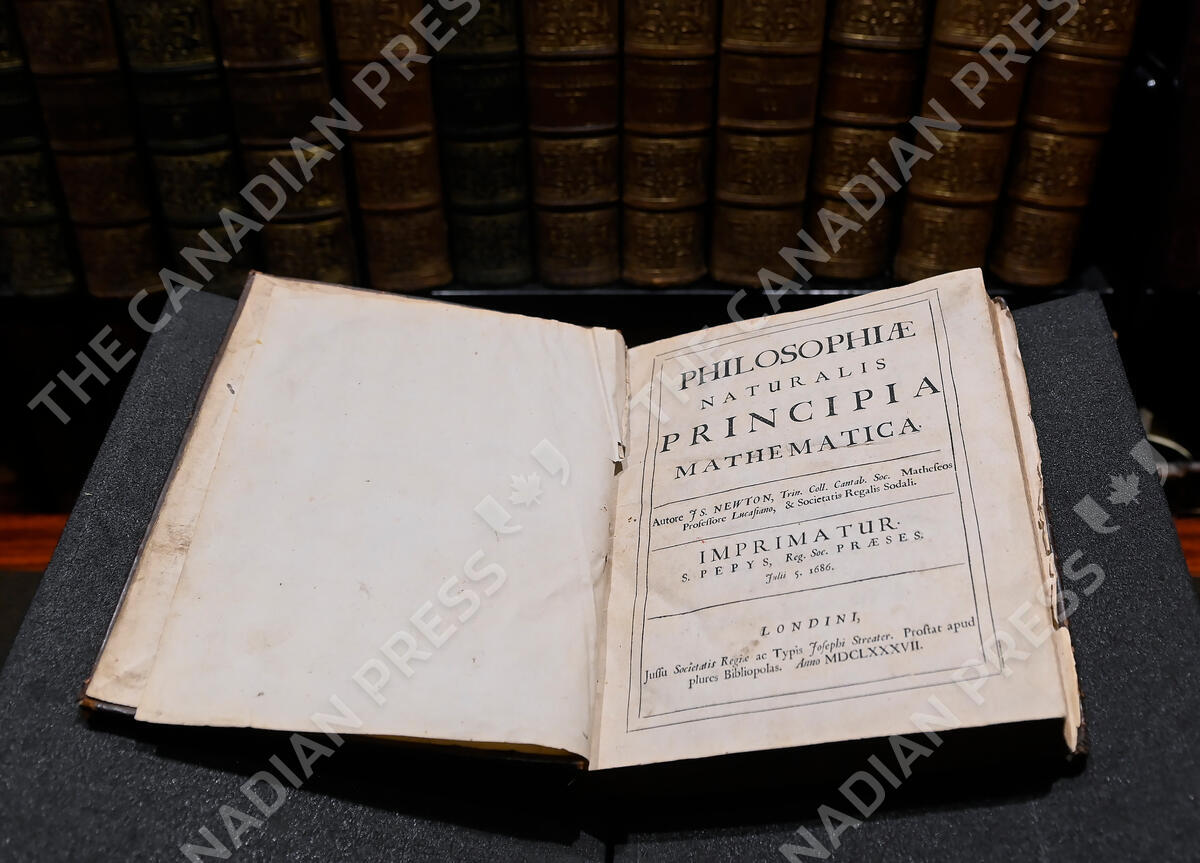 PHILOSOPHIÆ
NATURALIS
PRINCIPIA
MATHEMATICA.
Autore JS. NEWTON, Trin. Coll. Cantab. Soc. Matheſeos
Profeſſore Lucaſiano, & Societatis Regalis Sodali.
IMPRIMATUR.
S. PEPYS, Reg. Soc. PRÆSES.
Julii 5. 1686.
LONDINI,
Juſſu Societatis Regiæ ac Typis Joſephi Streater. Proſtat apud
plures Bibliopolas. Anno MDCLXXXVII.
THE CANADIAN PRESS
THE CANADIAN PRESS
CANADIAN PRESS
CANADIAN PRESS